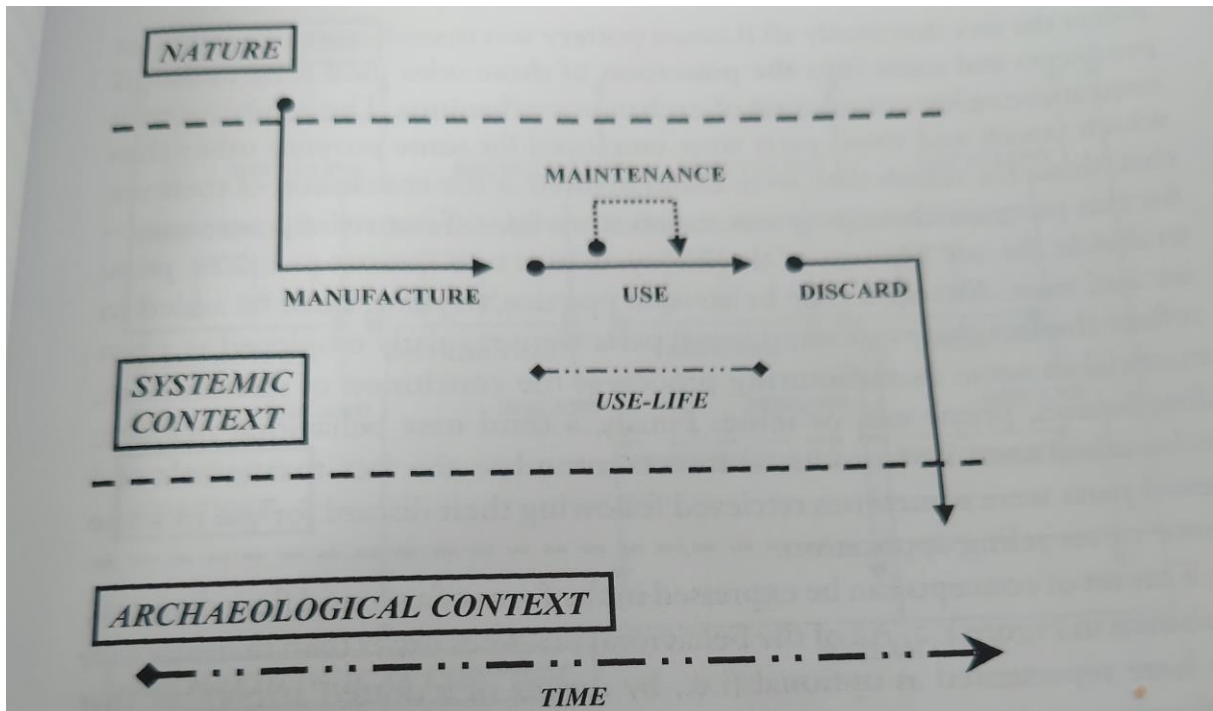 NATURE
MAINTENANCE
MANUFACTURE
USE
DISCARD
SYSTEMIC
CONTEXT
USE-LIFE
ARCHAEOLOGICAL CONTEXT
TIME